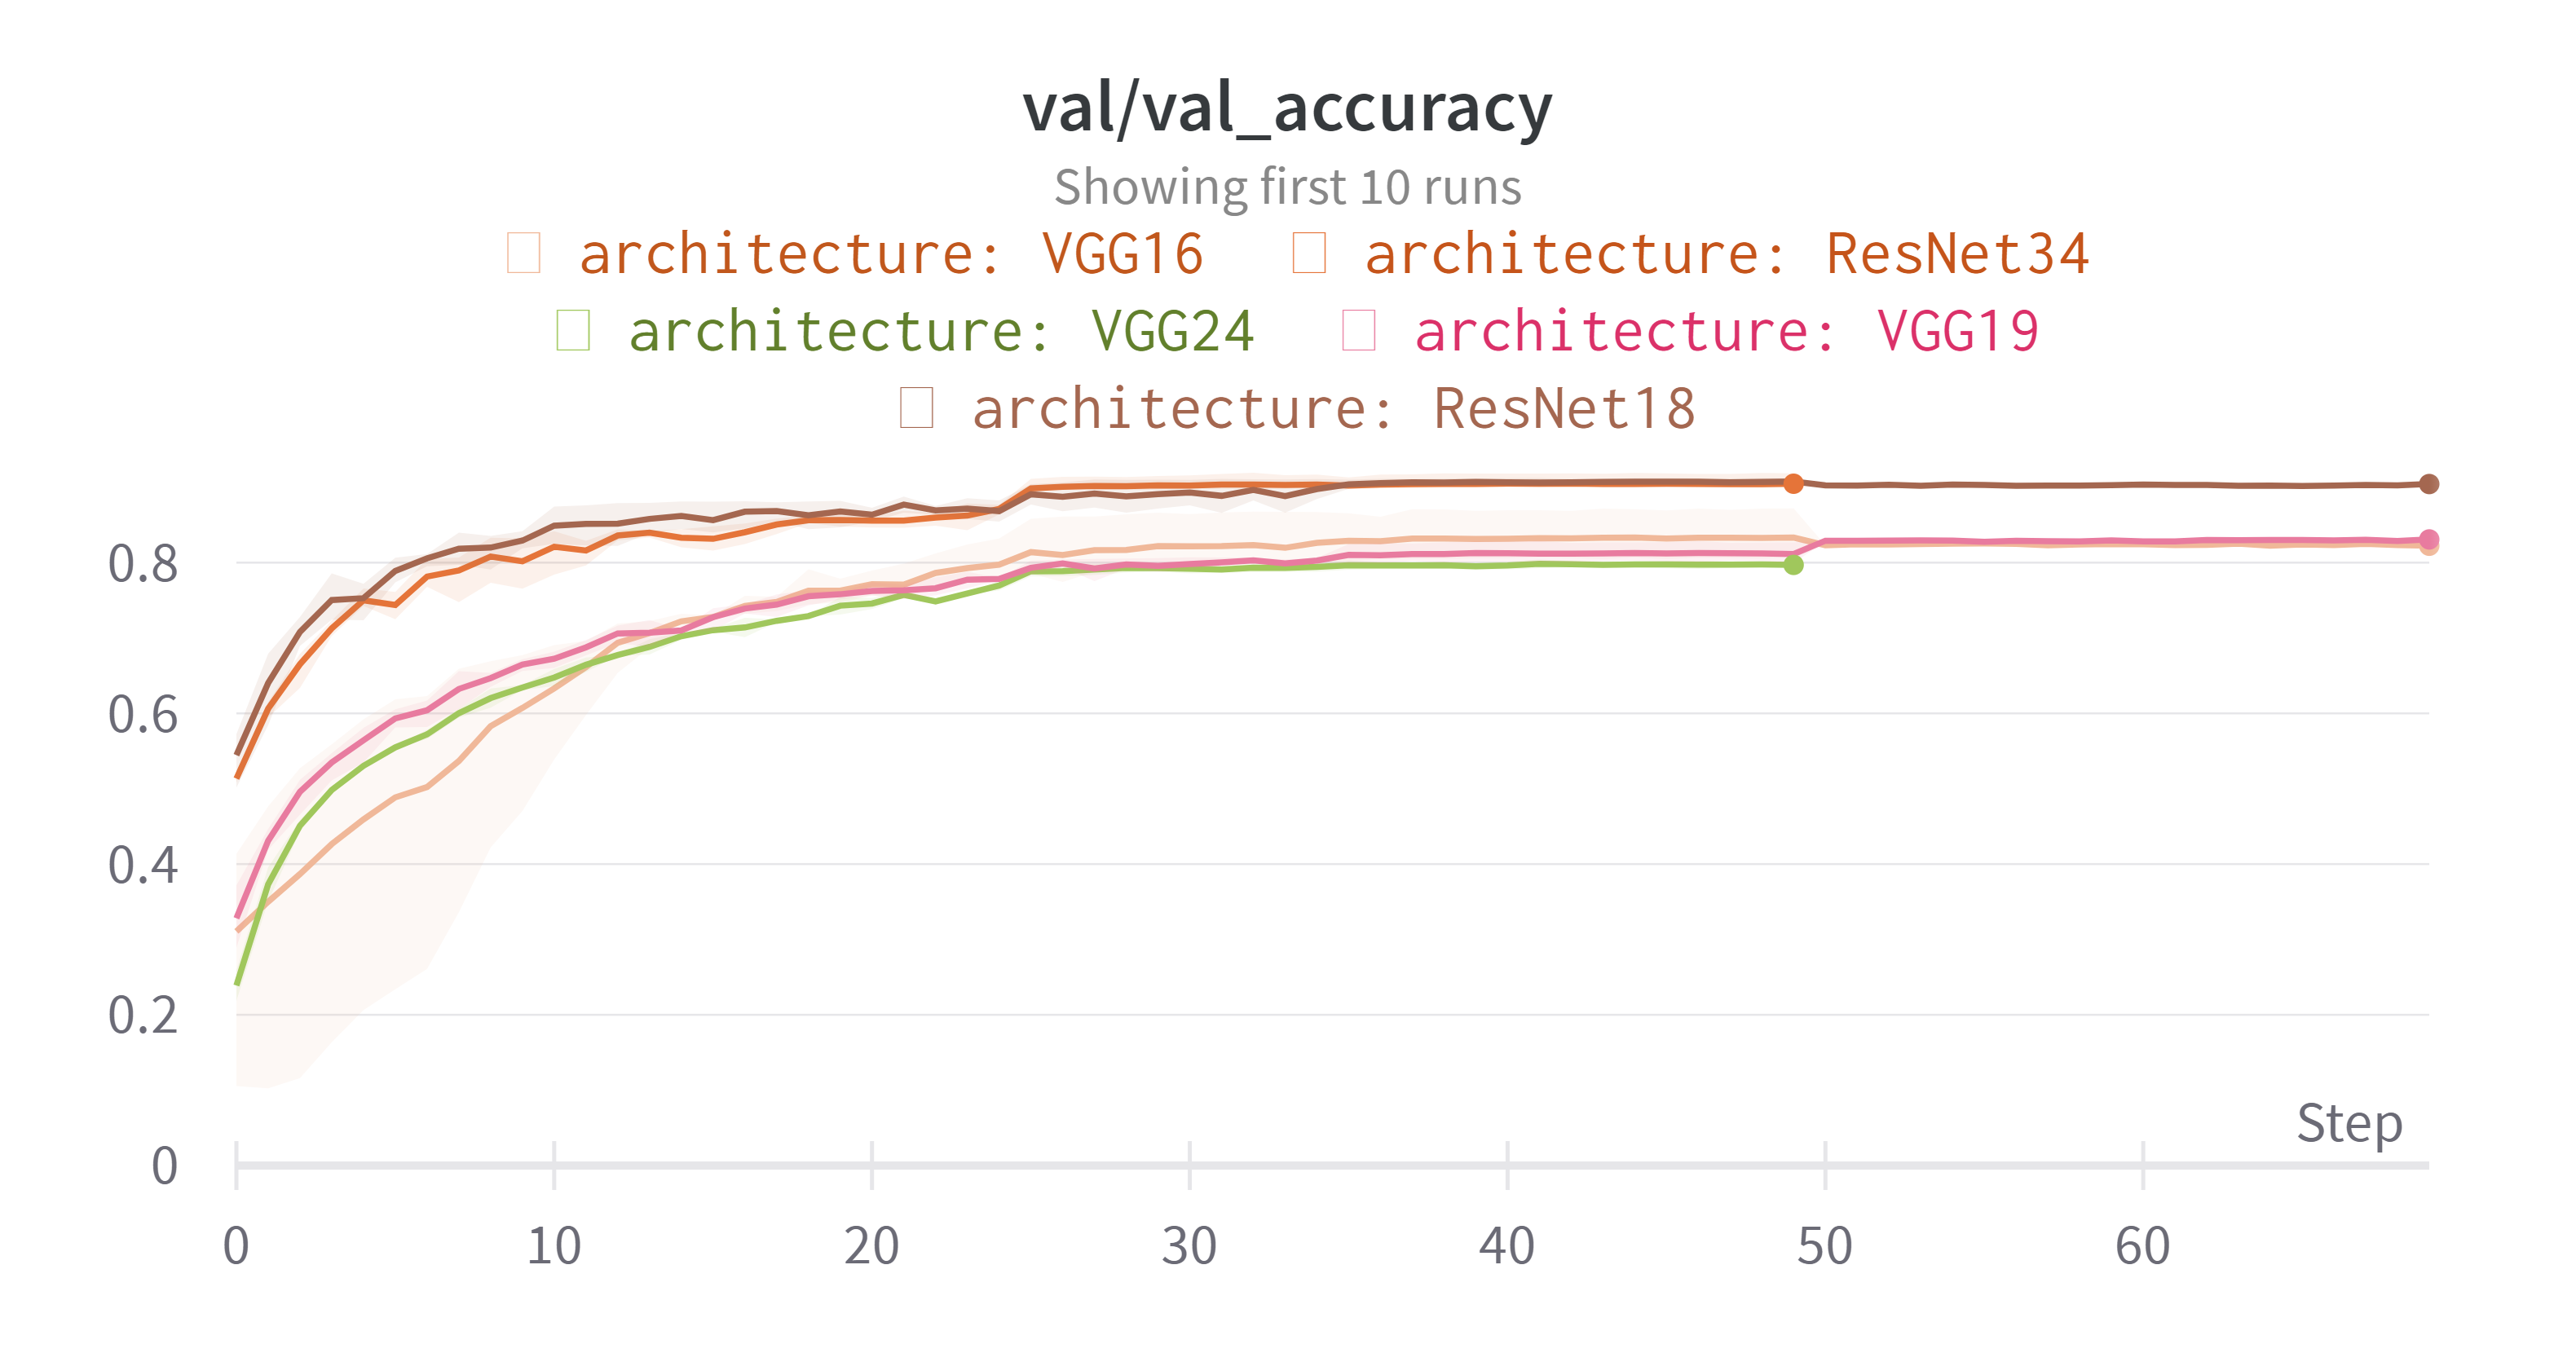 val/val_accuracy
Showing first 10 runs
architecture: VGG16 architecture: ResNet34
architecture: VGG24 architecture: VGG19
architecture: ResNet18
0.8
0.6
0.4
0.2
Step
0
0 10 20 30 40 50 60